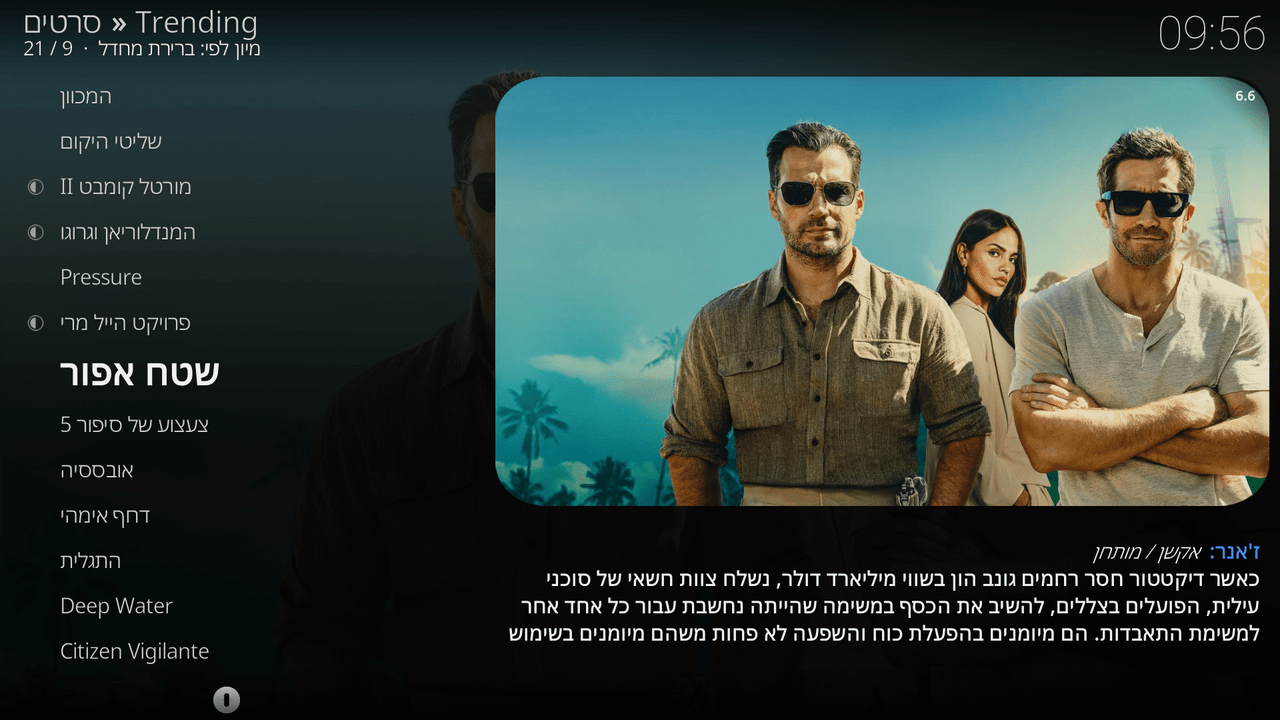 סרטים » Trending
מיון לפי: ברירת מחדל · 9 / 21
09:56
המכוון
שליטי היקום
מורטל קומבט II
המנדלוריאן וגרוגו
Pressure
פרויקט הייל מרי
שטח אפור
צעצוע של סיפור 5
אובססיה
דחף אימהי
התגלית
Deep Water
Citizen Vigilante
6.6
ז'אנר: אקשן / מותחן
כאשר דיקטטור חסר רחמים גונב הון בשווי מיליארד דולר, נשלח צוות חשאי של סוכני
עילית, הפועלים בצללים, להשיב את הכסף במשימה שהייתה נחשבת עבור כל אחד אחר
למשימת התאבדות. הם מיומנים בהפעלת כוח והשפעה לא פחות משהם מיומנים בשימוש